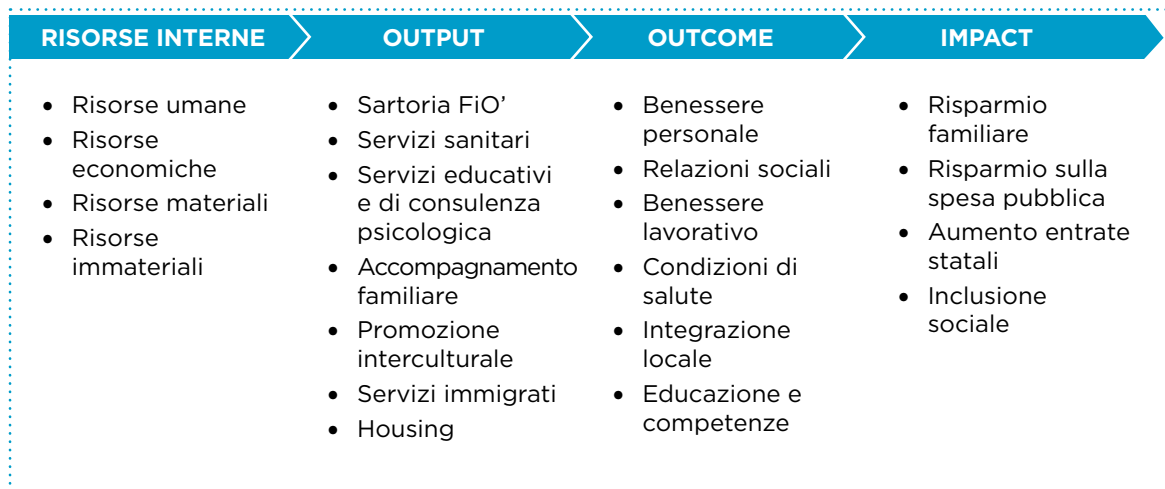 RISORSE INTERNE
OUTPUT
OUTCOME
IMPACT
• Risorse umane
• Risorse
economiche
• Risorse materiali
• Risorse
immateriali
• Sartoria FiO’
• Servizi sanitari
• Servizi educativi
e di consulenza
psicologica
• Accompagnamento
familiare
• Promozione
interculturale
• Servizi immigrati
• Housing
• Benessere
personale
• Relazioni sociali
• Benessere
lavorativo
• Condizioni di
salute
• Integrazione
locale
• Educazione e
competenze
• Risparmio
familiare
• Risparmio sulla
spesa pubblica
• Aumento entrate
statali
• Inclusione
sociale